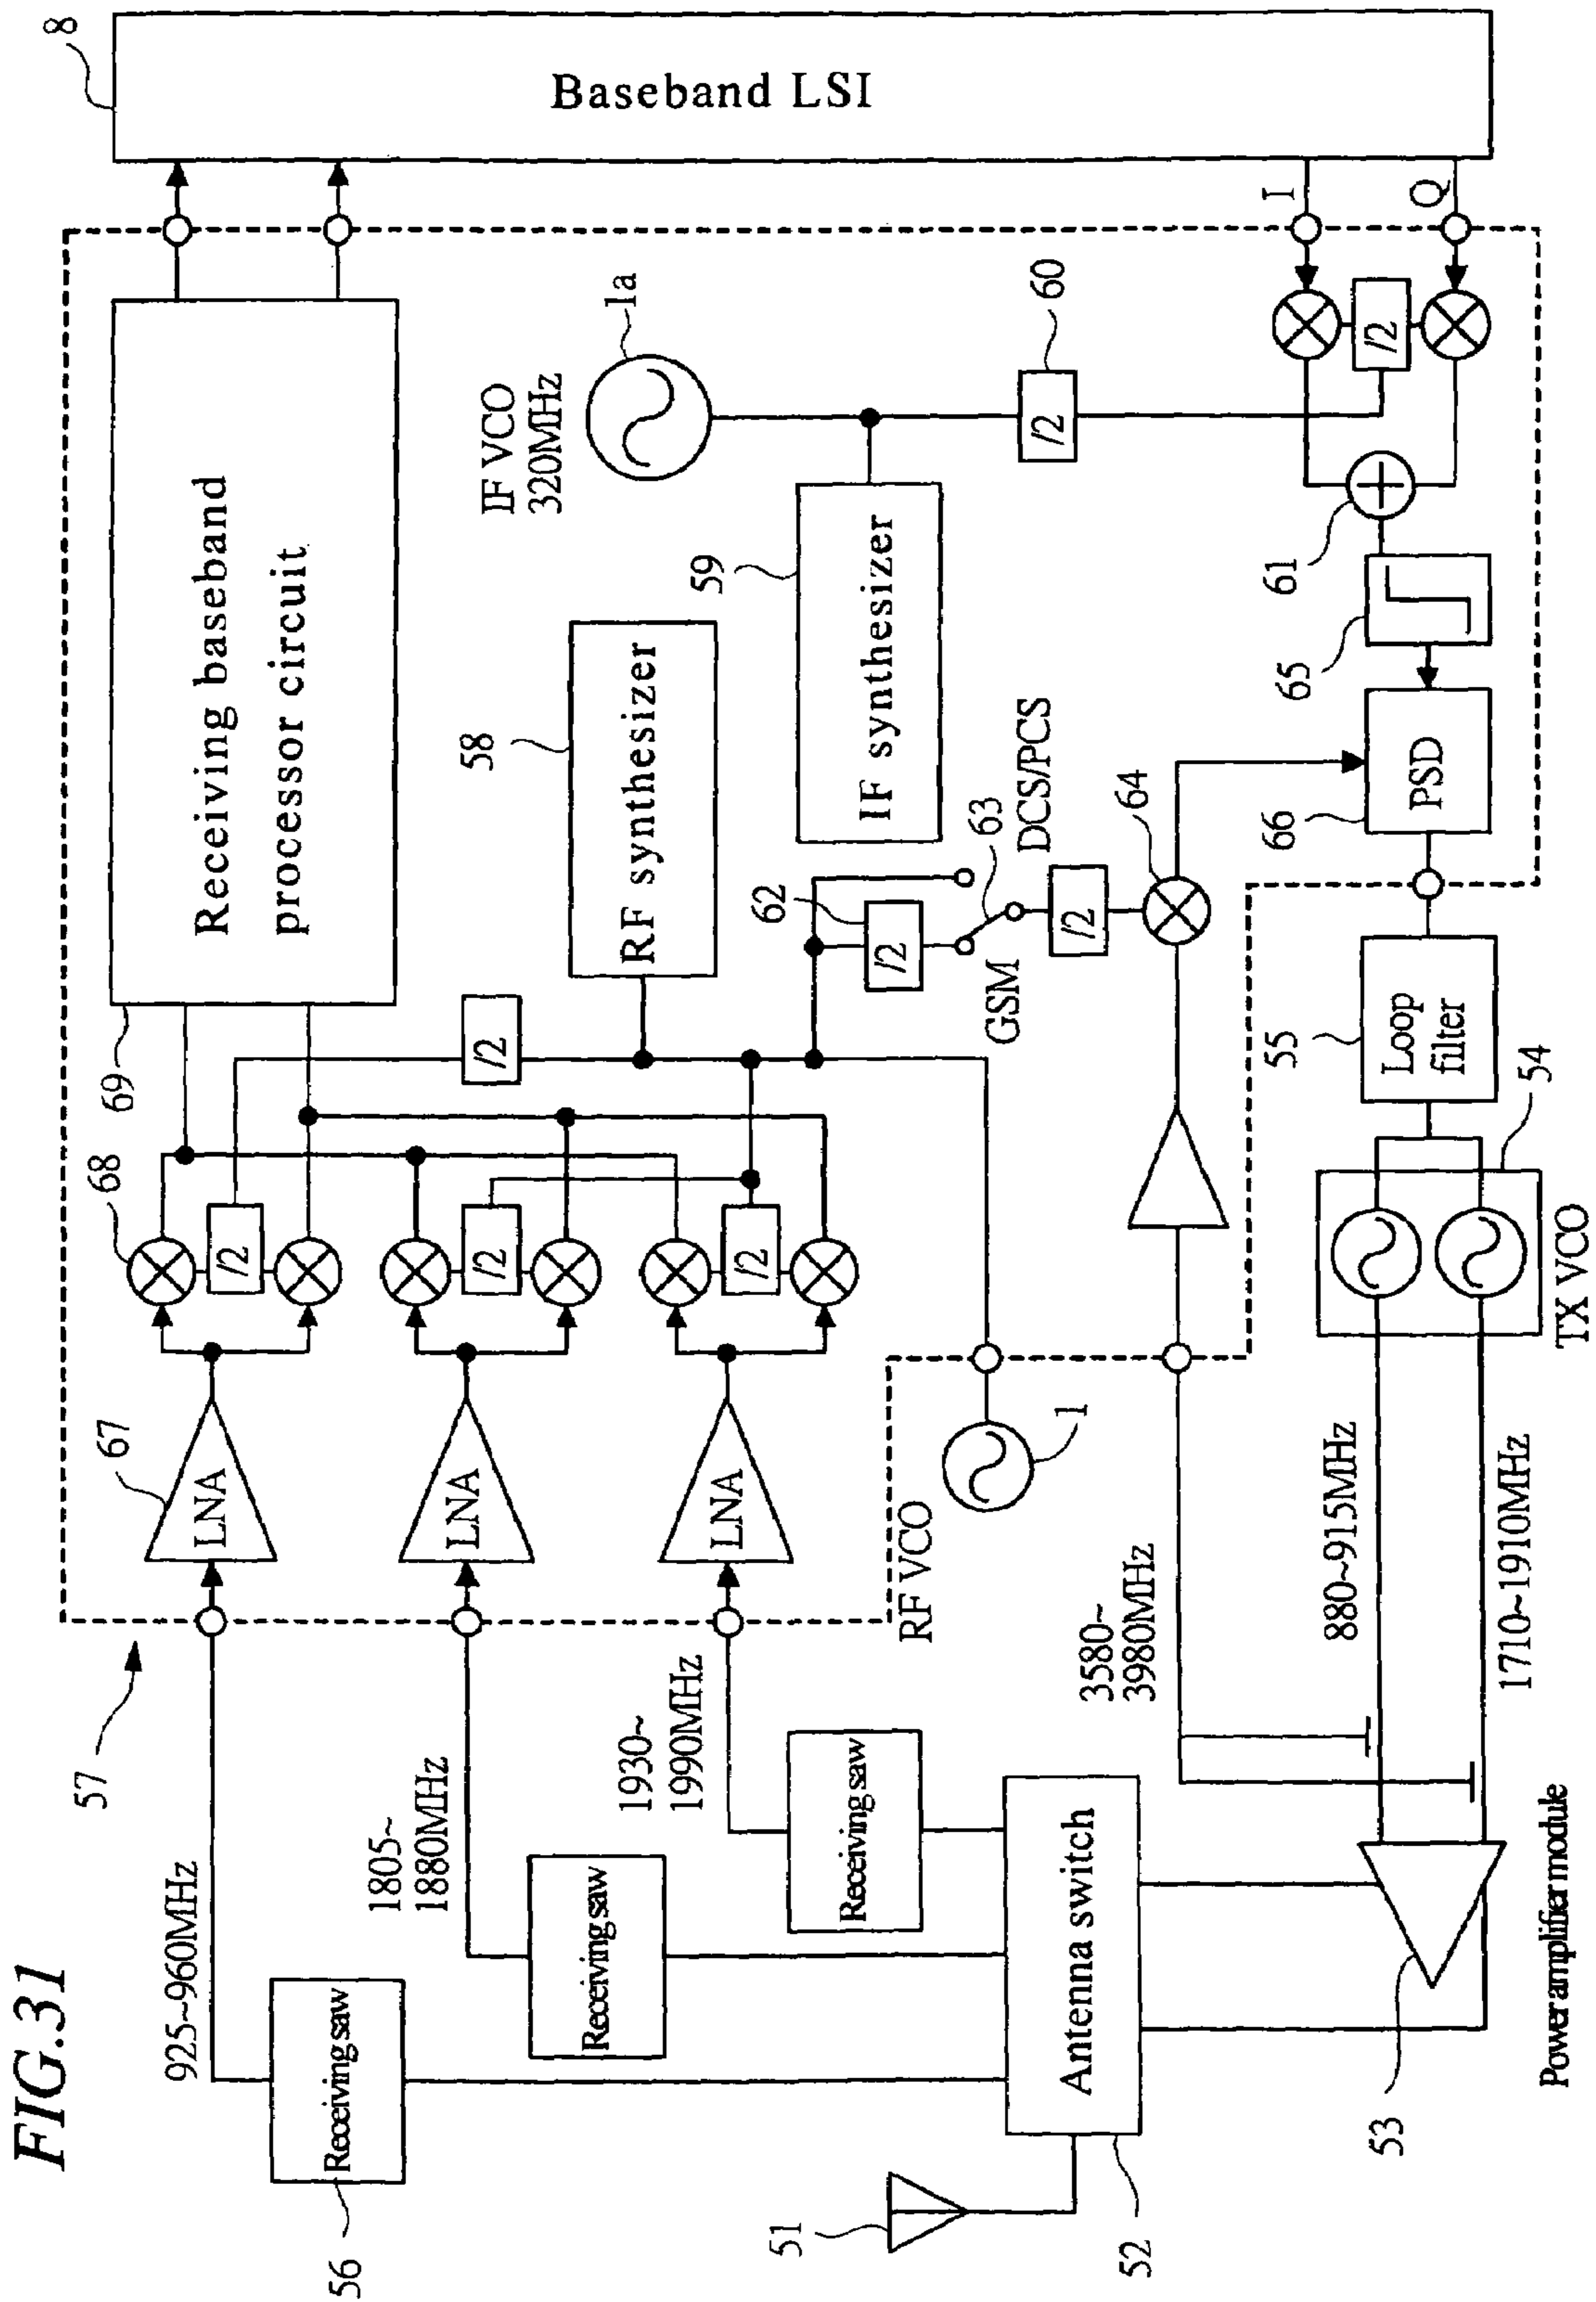 FIG.31
57
925~960MHz
Receiving saw
56
1805~
1880MHz
Receiving saw
1930~
1990MHz
Receiving saw
51
Antenna switch
52
53
Power amplifier module
67
LNA
LNA
LNA
68
/2
/2
/2
/2
69
Receiving baseband
processor circuit
8
Baseband LSI
RF VCO
1
58
RF synthesizer
IF VCO
320MHz
1a
59
IF synthesizer
60
/2
62
/2
63
GSM
DCS/PCS
/2
64
3580~
3980MHz
880~915MHz
1710~1910MHz
54
TX VCO
55
Loop
filter
66
PSD
65
61
/2
I
Q